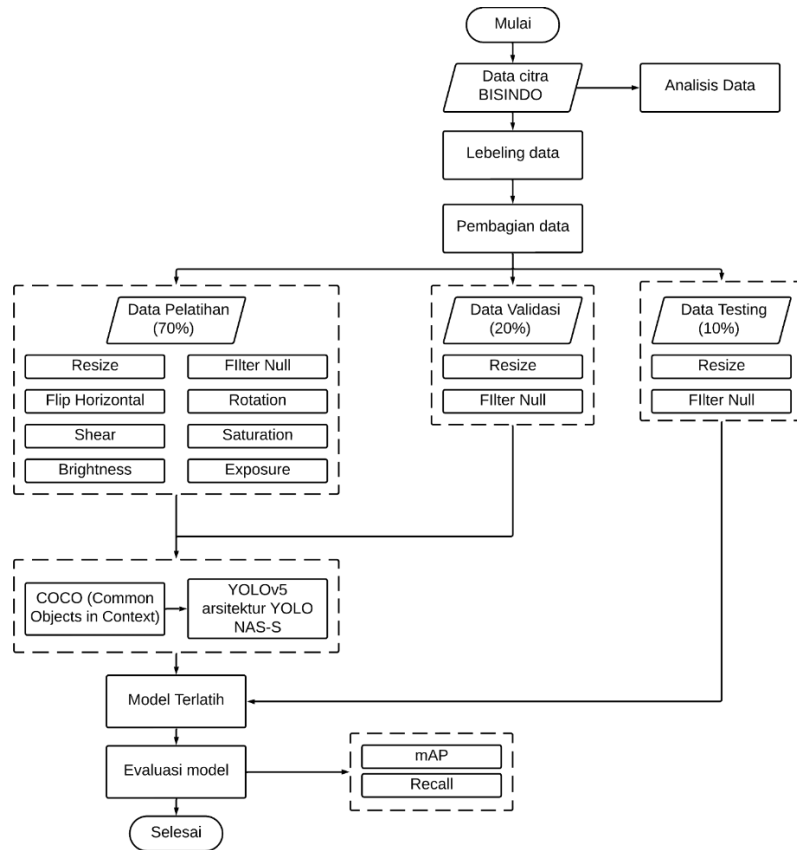 Mulai
Data citra
BISINDO
Analisis Data
Lebeling data
Pembagian data
Data Pelatihan
(70%)
Resize
FIlter Null
Flip Horizontal
Rotation
Shear
Saturation
Brightness
Exposure
Data Validasi
(20%)
Resize
FIlter Null
Data Testing
(10%)
Resize
FIlter Null
COCO (Common
Objects in Context)
YOLOv5
arsitektur YOLO
NAS-S
Model Terlatih
Evaluasi model
mAP
Recall
Selesai